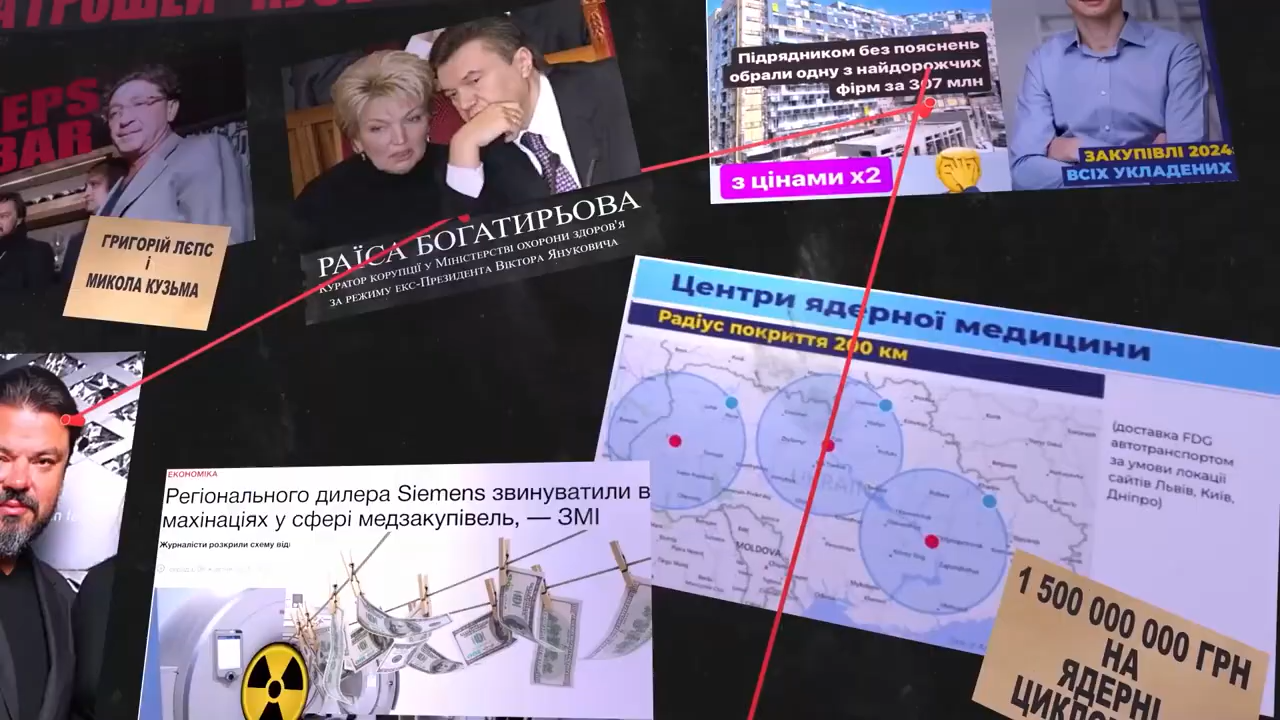 EPS
BAR
ГРИГОРІЙ ЛЄПС
і
МИКОЛА КУЗЬМА
РАЇСА БОГАТИРЬОВА
КУРАТОР КОРУПЦІЇ У МІНІСТЕРСТВІ ОХОРОНИ ЗДОРОВ'Я
ЗА РЕЖИМУ ЕКС-ПРЕЗИДЕНТА ВІКТОРА ЯНУКОВИЧА
Підрядником без пояснень
обрали одну з найдорожчих
фірм за 307 млн
з цінами х2
ЗАКУПІВЛІ 2024
ВСІХ УКЛАДЕНИХ
Центри ядерної медицини
Радіус покриття 200 км
(доставка FDG
автотранспортом
за умови локації
сайтів Львів, Київ,
Дніпро)
MOLDOVA
1 500 000 000 ГРН
НА
ЯДЕРНІ
ЕКОНОМІКА
Регіонального дилера Siemens звинуватили в
махінаціях у сфері медзакупівель, — ЗМІ
Журналісти розкрили схему від